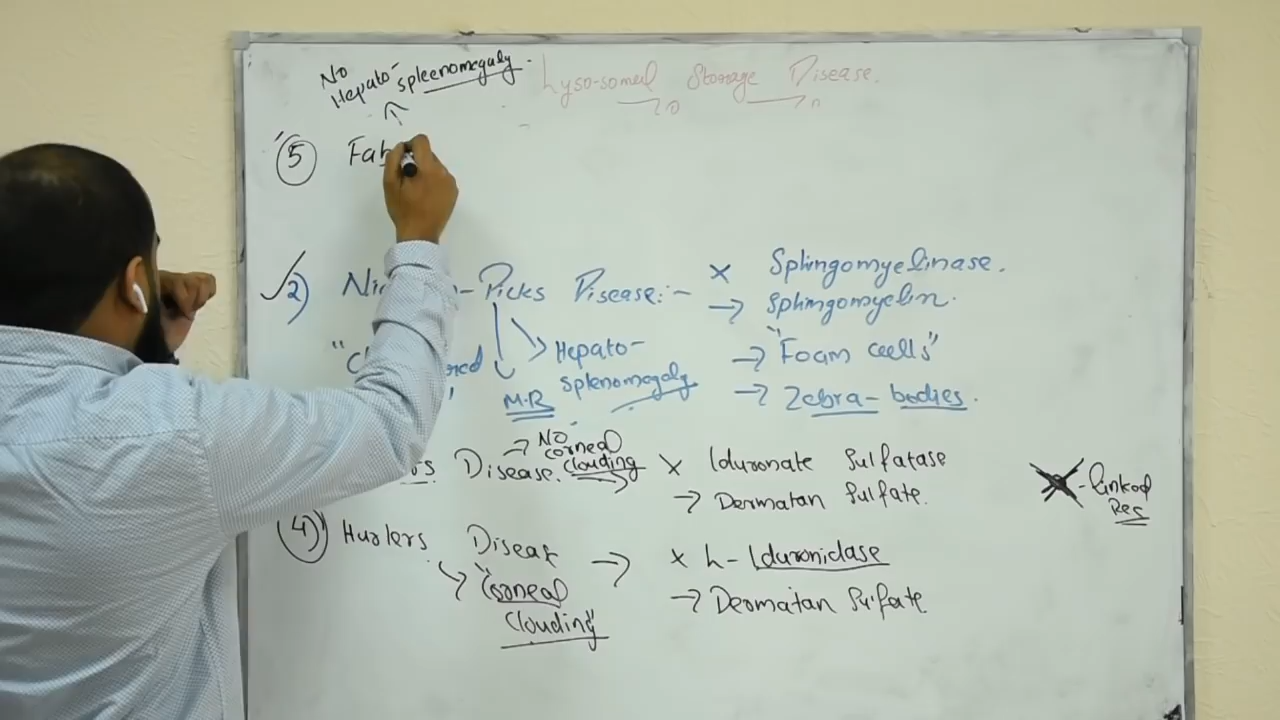 Lyso-somal Storage Disease.
No
Hepato-spleenomegaly.
5 Fab
2) Picks Disease:- x Sphingomyelinase.
→ Sphingomyelin.
→ "Foam cells"
→ Zebra-bodies.
Hepato-
splenomegaly
M.R
→ No
corneal
clouding
Disease. x Iduronate Sulfatase
→ Dermatan Sulfate.
X-linked
Rec
4) Hurlers Disease → x L-Iduronidase
→ Dermatan Sulfate
"Corneal
Clouding"